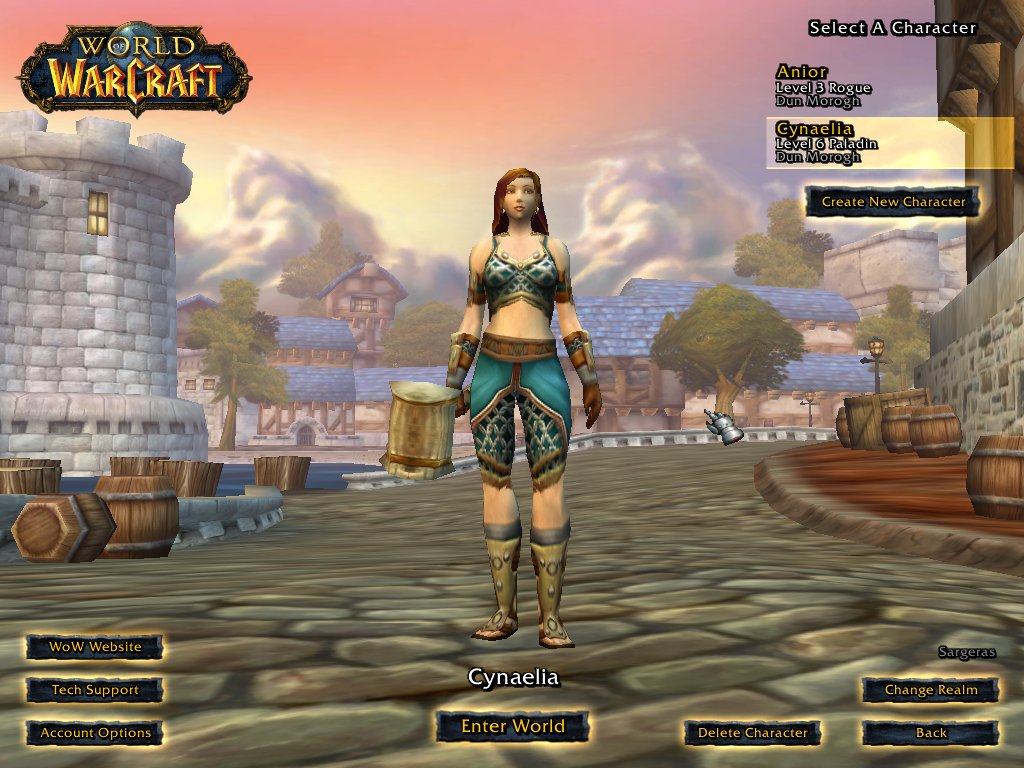 WORLD
OF
WARCRAFT
Select A Character
Anior
Level 3 Rogue
Dun Morogh
Cynaelia
Level 6 Paladin
Dun Morogh
Create New Character
WoW Website
Tech Support
Account Options
Cynaelia
Enter World
Sargeras
Change Realm
Delete Character
Back